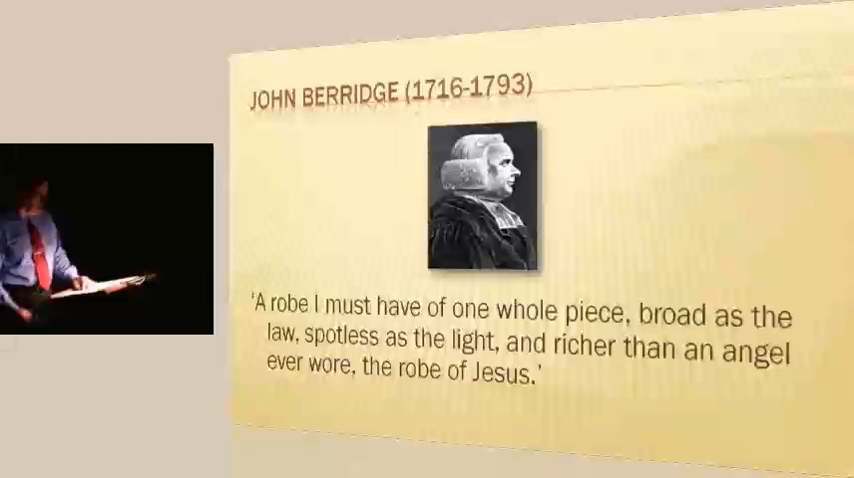 JOHN BERRIDGE (1716-1793)
'A robe I must have of one whole piece, broad as the
law, spotless as the light, and richer than an angel
ever wore, the robe of Jesus.'